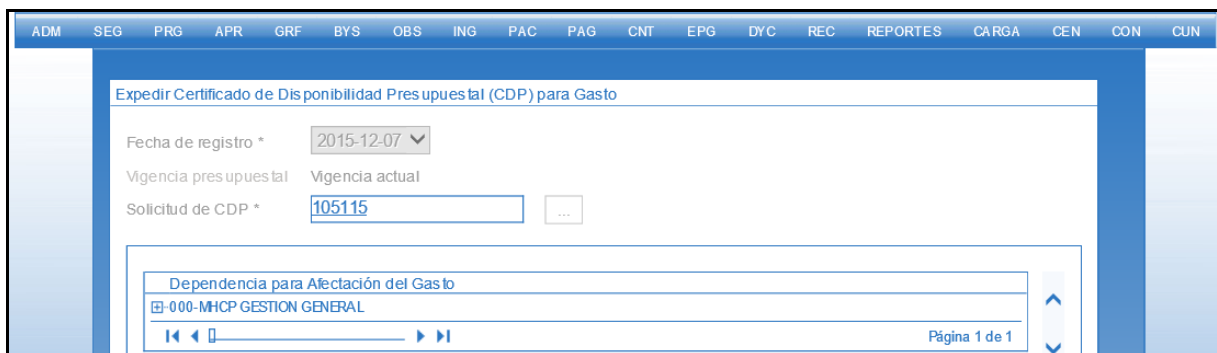 ADM SEG PRG APR GRF BYS OBS ING PAC PAG CNT EPG DYC REC REPORTES CARGA CEN CON CUN
Expedir Certificado de Disponibilidad Presupuestal (CDP) para Gasto
Fecha de registro * 2015-12-07
Vigencia presupuestal Vigencia actual
Solicitud de CDP * 105115 ...
Dependencia para Afectación del Gasto
000-MHCP GESTION GENERAL
Página 1 de 1